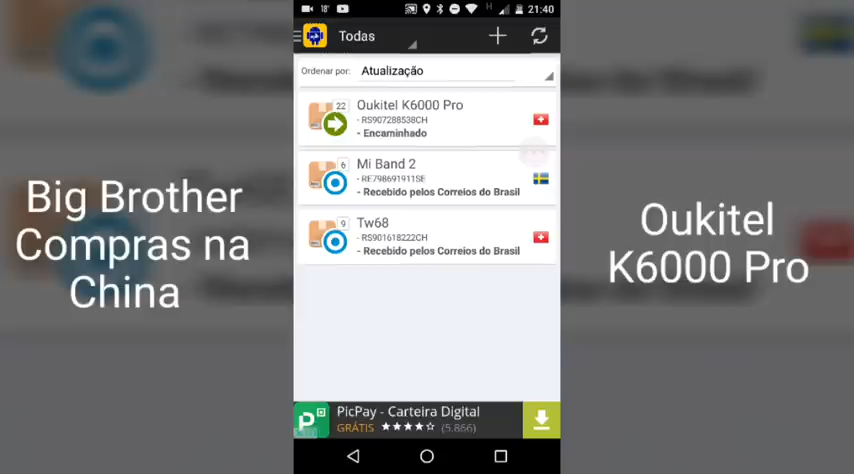 18°
H
21:40
Todas
Ordenar por: Atualização
22
Oukitel K6000 Pro
- RS907288538CH
- Encaminhado
6
Mi Band 2
- RE798691911SE
- Recebido pelos Correios do Brasil
9
Tw68
- RS901618222CH
- Recebido pelos Correios do Brasil
PicPay - Carteira Digital
GRÁTIS (5.866)
Big Brother
Compras na
China
Oukitel
K6000 Pro